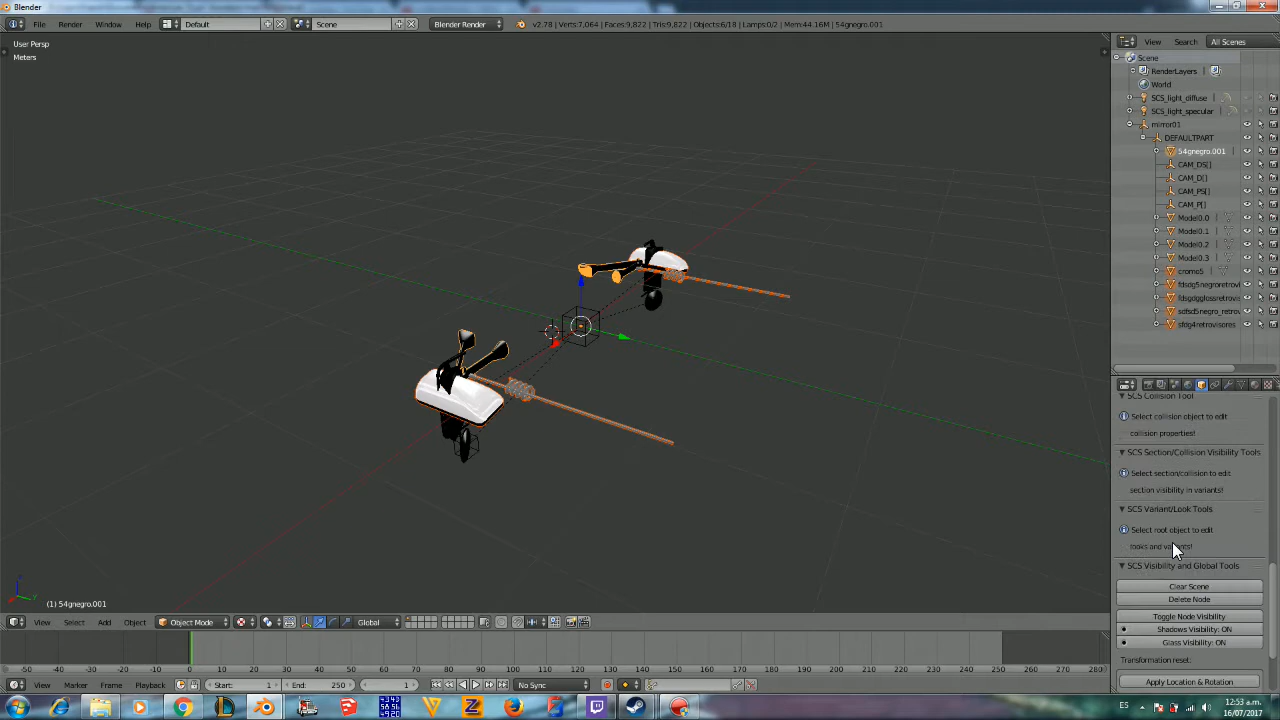 Blender
File Render Window Help Default Scene Blender Render v2.78 | Verts:7,064 | Faces:9,822 | Tris:9,822 | Objects:6/18 | Lamps:0/2 | Mem:44.16M | 54gnegro.001
User Persp
Meters
View Search All Scenes
Scene
RenderLayers
World
SCS_light_diffuse
SCS_light_specular
mirror01
DEFAULTPART
54gnegro.001
CAM_DS[]
CAM_D[]
CAM_PS[]
CAM_P[]
Model0.0
Model0.1
Model0.2
Model0.3
cromo5
fdsdg5negroretrovi
fdsgdgglossretrovis
sdfsd5negro_retrov
sfdg4retrovisores
SCS Collision Tool
Select collision object to edit
collision properties!
SCS Section/Collision Visibility Tools
Select section/collision to edit
section visibility in variants!
SCS Variant/Look Tools
Select root object to edit
looks and variants!
SCS Visibility and Global Tools
Clear Scene
Delete Node
Toggle Node Visibility
Shadows Visibility: ON
Glass Visibility: ON
Transformation reset:
Apply Location & Rotation
(1) 54gnegro.001
View Select Add Object Object Mode Global
-50 -40 -30 -20 -10 0 10 20 30 40 50 60 70 80 90 100 110 120 130 140 150 160 170 180 190 200 210 220 230 240 250 260 270 280
View Marker Frame Playback Start: 1 End: 250 1 No Sync
ES 12:53 a.m.
16/07/2017